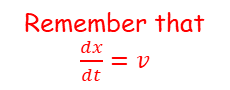 Remember that
dx/dt = v